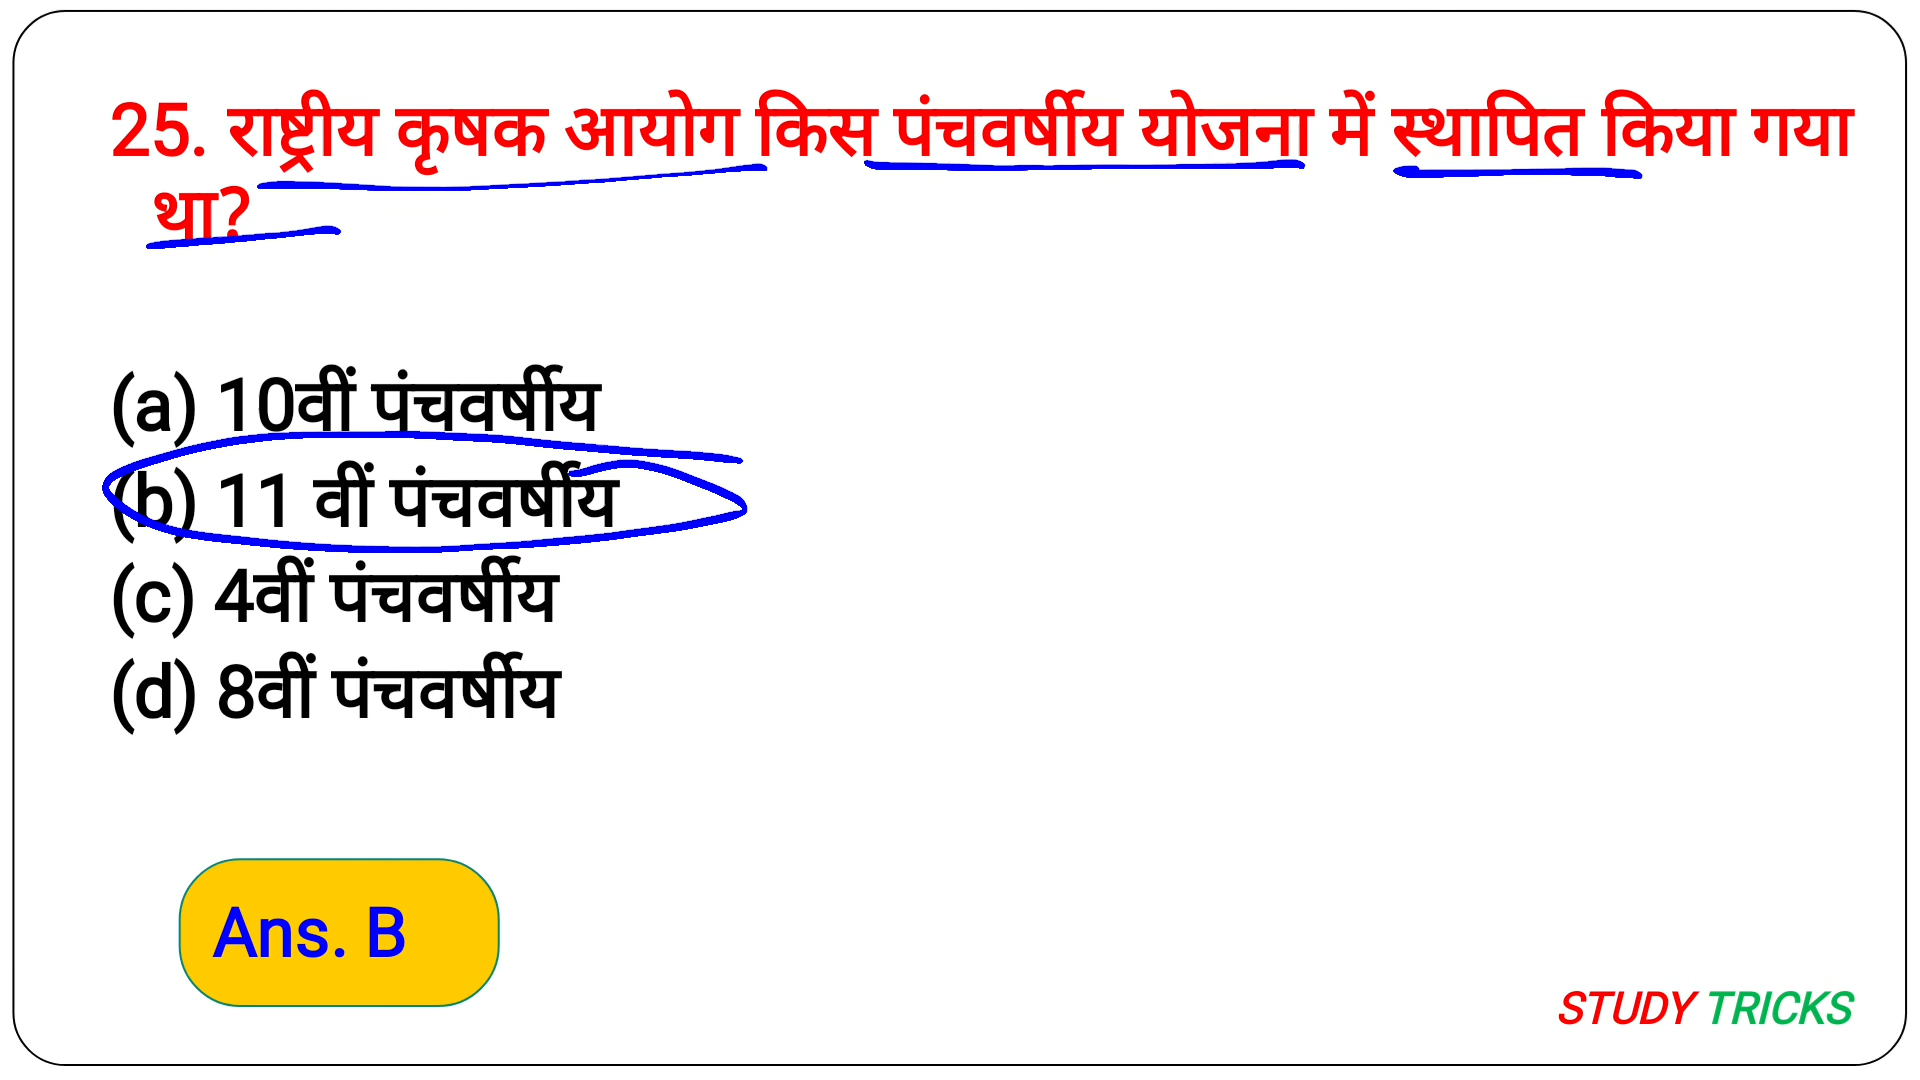 25. राष्ट्रीय कृषक आयोग किस पंचवर्षीय योजना में स्थापित किया गया
था?
(a) 10वीं पंचवर्षीय
(b) 11 वीं पंचवर्षीय
(c) 4वीं पंचवर्षीय
(d) 8वीं पंचवर्षीय
Ans. B
STUDY TRICKS